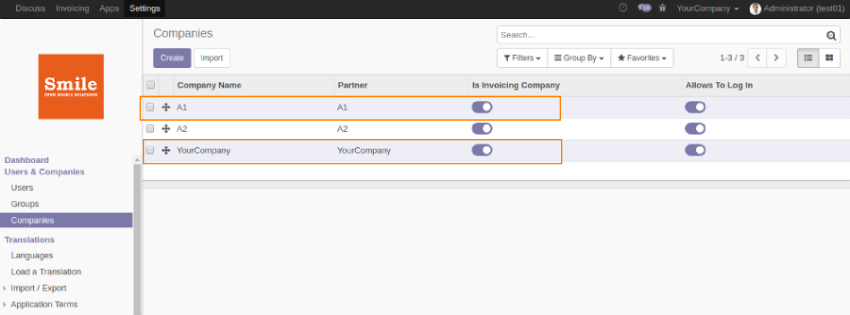 Discuss Invoicing Apps Settings
YourCompany Administrator (test01)
Companies
Search...
Create Import
Filters Group By Favorites 1-3 / 3
Smile
OPEN SOURCE SOLUTIONS
Company Name Partner Is Invoicing Company Allows To Log In
A1 A1
A2 A2
YourCompany YourCompany
Dashboard
Users & Companies
Users
Groups
Companies
Translations
Languages
Load a Translation
Import / Export
Application Terms